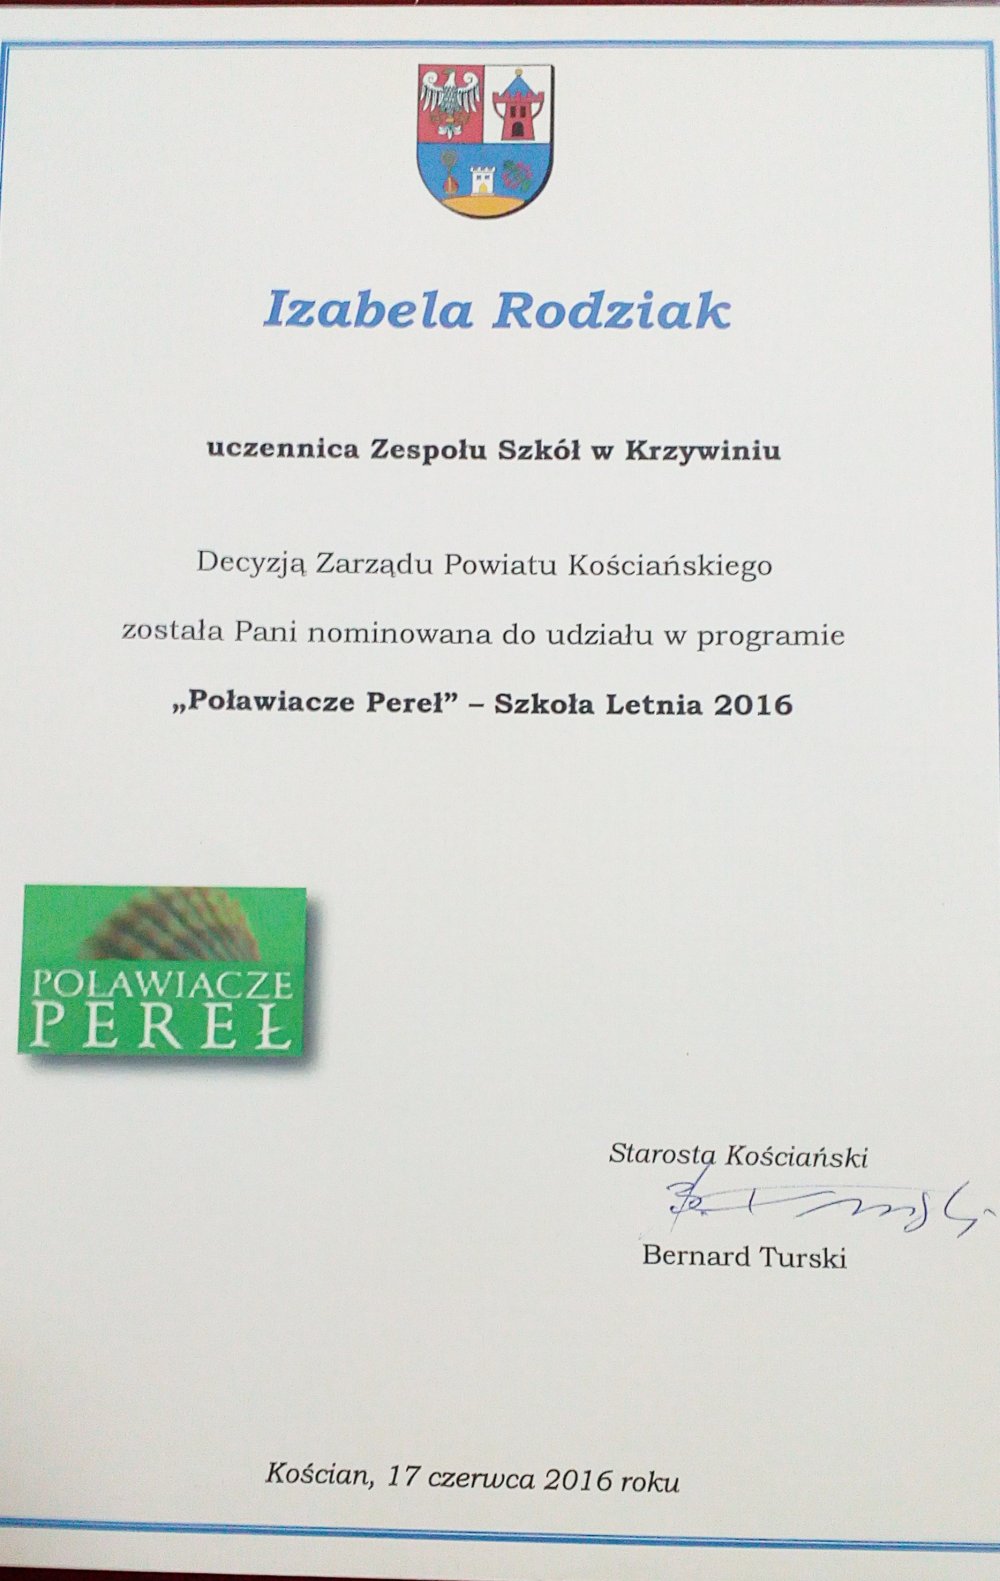 Izabela Rodziak
uczennica Zespołu Szkół w Krzywiniu
Decyzją Zarządu Powiatu Kościańskiego
została Pani nominowana do udziału w programie
„Poławiacze Pereł” – Szkoła Letnia 2016
POŁAWIACZE
PEREŁ
Starosta Kościański
Bernard Turski
Kościan, 17 czerwca 2016 roku